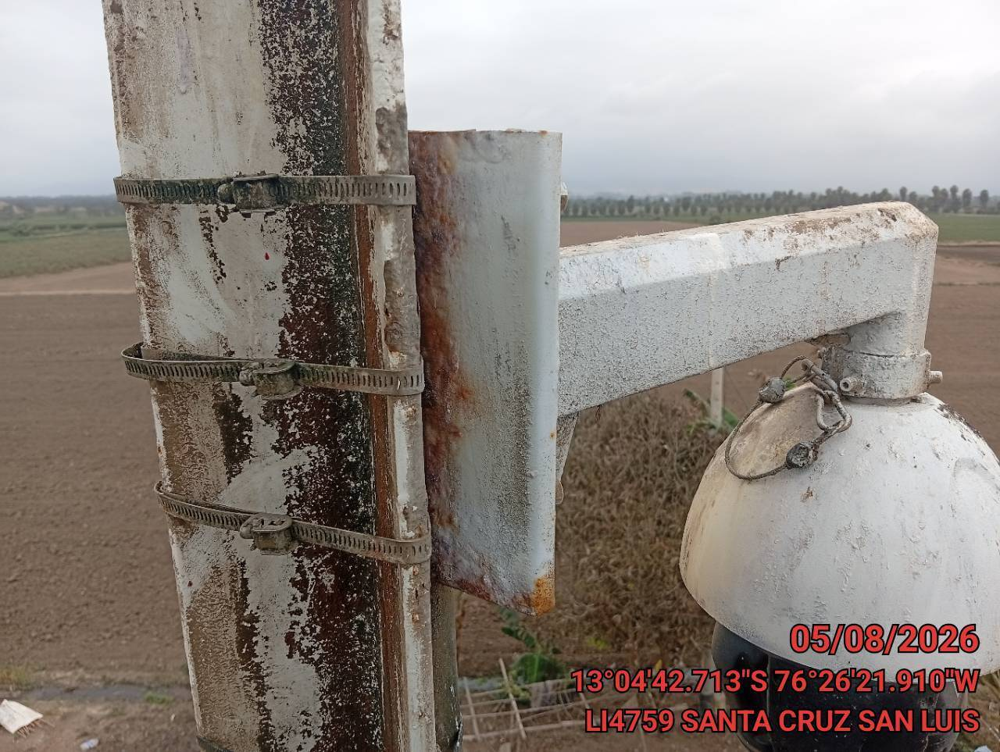 05/08/2026
13°04'42.713"S 76°26'21.910"W
LI4759 SANTA CRUZ SAN LUIS